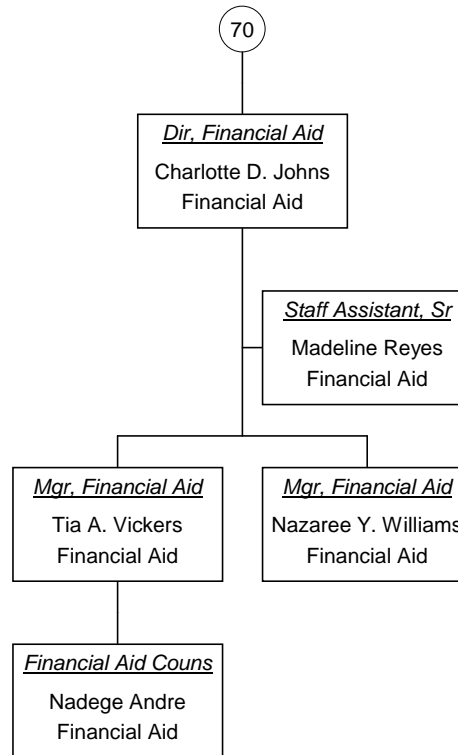 70
Dir, Financial Aid
Charlotte D. Johns
Financial Aid
Staff Assistant, Sr
Madeline Reyes
Financial Aid
Mgr, Financial Aid
Tia A. Vickers
Financial Aid
Mgr, Financial Aid
Nazaree Y. Williams
Financial Aid
Financial Aid Couns
Nadege Andre
Financial Aid